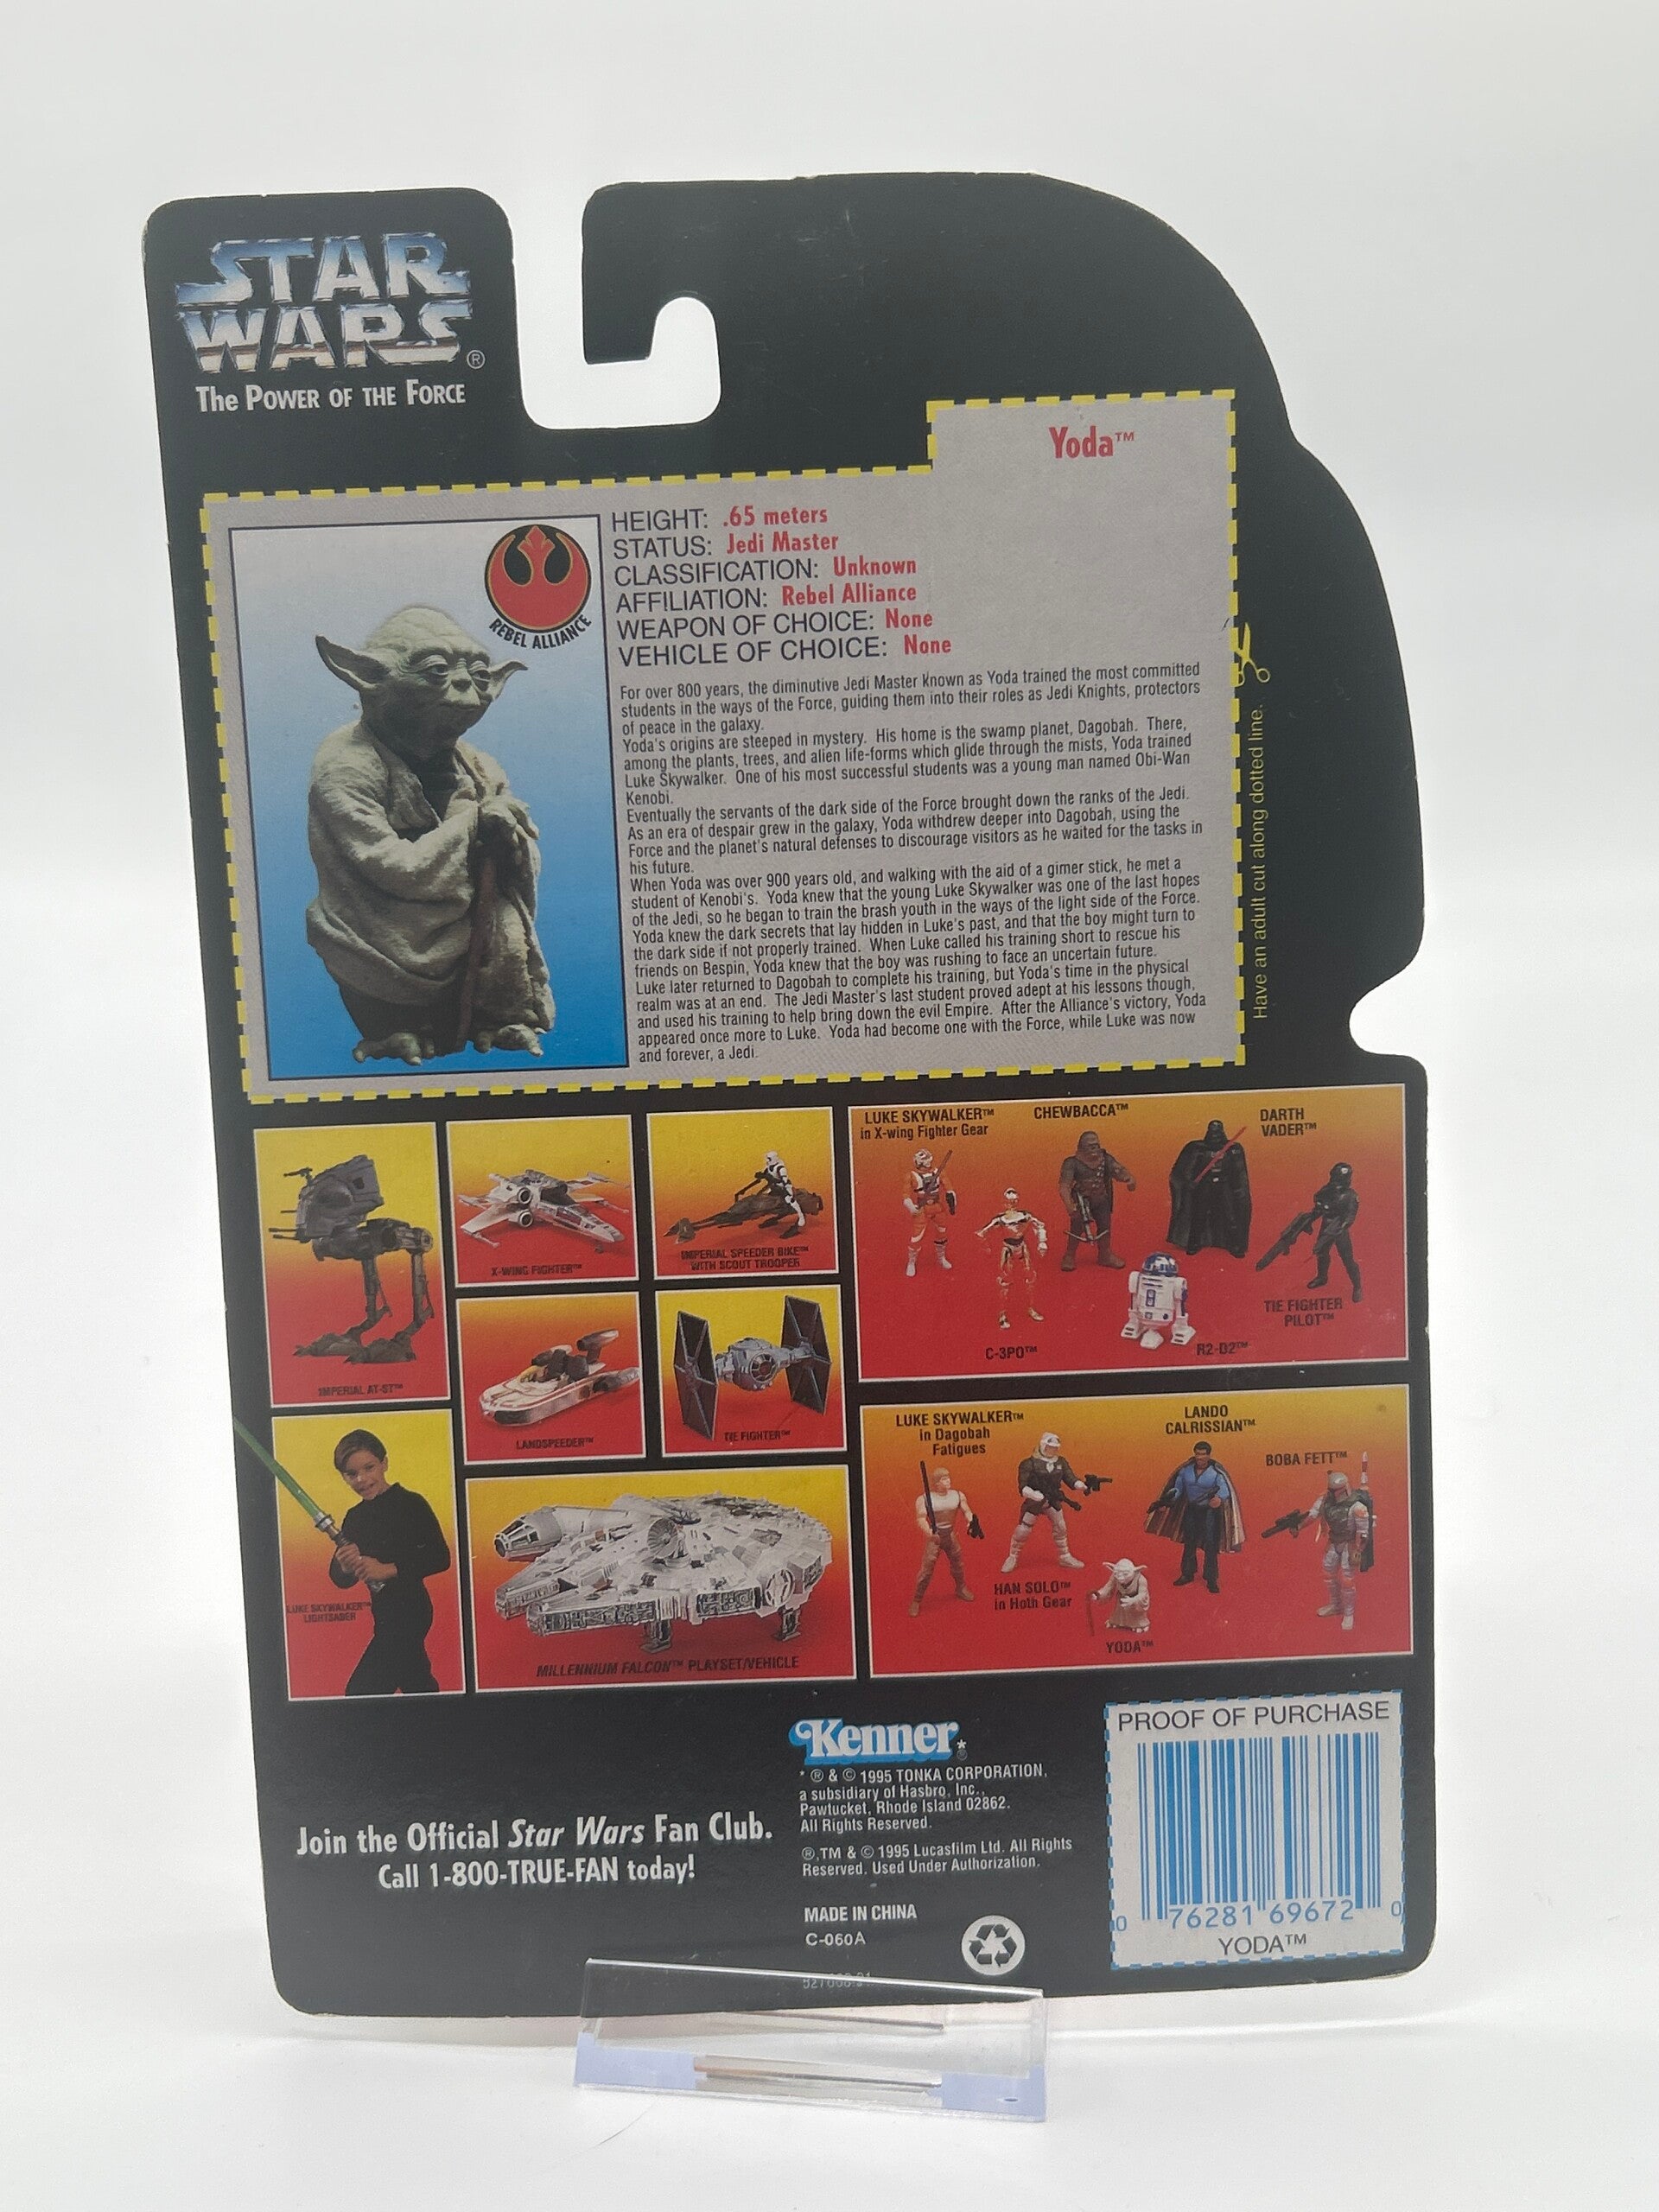 STAR
WARS®
The POWER OF THE FORCE
Yoda™
REBEL ALLIANCE
HEIGHT: .65 meters
STATUS: Jedi Master
CLASSIFICATION: Unknown
AFFILIATION: Rebel Alliance
WEAPON OF CHOICE: None
VEHICLE OF CHOICE: None
For over 800 years, the diminutive Jedi Master known as Yoda trained the most committed
students in the ways of the Force, guiding them into their roles as Jedi Knights, protectors
of peace in the galaxy.
Yoda's origins are steeped in mystery. His home is the swamp planet, Dagobah. There,
among the plants, trees, and alien life-forms which glide through the mists, Yoda trained
Luke Skywalker. One of his most successful students was a young man named Obi-Wan
Kenobi.
Eventually the servants of the dark side of the Force brought down the ranks of the Jedi.
As an era of despair grew in the galaxy, Yoda withdrew deeper into Dagobah, using the
Force and the planet's natural defenses to discourage visitors as he waited for the tasks in
his future.
When Yoda was over 900 years old, and walking with the aid of a gimer stick, he met a
student of Kenobi's. Yoda knew that the young Luke Skywalker was one of the last hopes
of the Jedi, so he began to train the brash youth in the ways of the light side of the Force.
Yoda knew the dark secrets that lay hidden in Luke's past, and that the boy might turn to
the dark side if not properly trained. When Luke called his training short to rescue his
friends on Bespin, Yoda knew that the boy was rushing to face an uncertain future.
Luke later returned to Dagobah to complete his training, but Yoda's time in the physical
realm was at an end. The Jedi Master's last student proved adept at his lessons though,
and used his training to help bring down the evil Empire. After the Alliance's victory, Yoda
appeared once more to Luke. Yoda had become one with the Force, while Luke was now
and forever, a Jedi.
Have an adult cut along dotted line.
IMPERIAL AT-ST™
X-WING FIGHTER™
IMPERIAL SPEEDER BIKE™
WITH SCOUT TROOPER
LANDSPEEDER™
TIE FIGHTER™
LUKE SKYWALKER™
LIGHTSABER
MILLENNIUM FALCON™ PLAYSET/VEHICLE
LUKE SKYWALKER™
in X-wing Fighter Gear
CHEWBACCA™
DARTH
VADER™
C-3PO™
R2-D2™
TIE FIGHTER
PILOT™
LUKE SKYWALKER™
in Dagobah
Fatigues
LANDO
CALRISSIAN™
BOBA FETT™
HAN SOLO™
in Hoth Gear
YODA™
Join the Official Star Wars Fan Club.
Call 1-800-TRUE-FAN today!
Kenner®*
* ® & © 1995 TONKA CORPORATION,
a subsidiary of Hasbro, Inc.,
Pawtucket, Rhode Island 02862.
All Rights Reserved.
®,TM & © 1995 Lucasfilm Ltd. All Rights
Reserved. Used Under Authorization.
MADE IN CHINA
C-060A
PROOF OF PURCHASE
0 76281 69672 0
YODA™